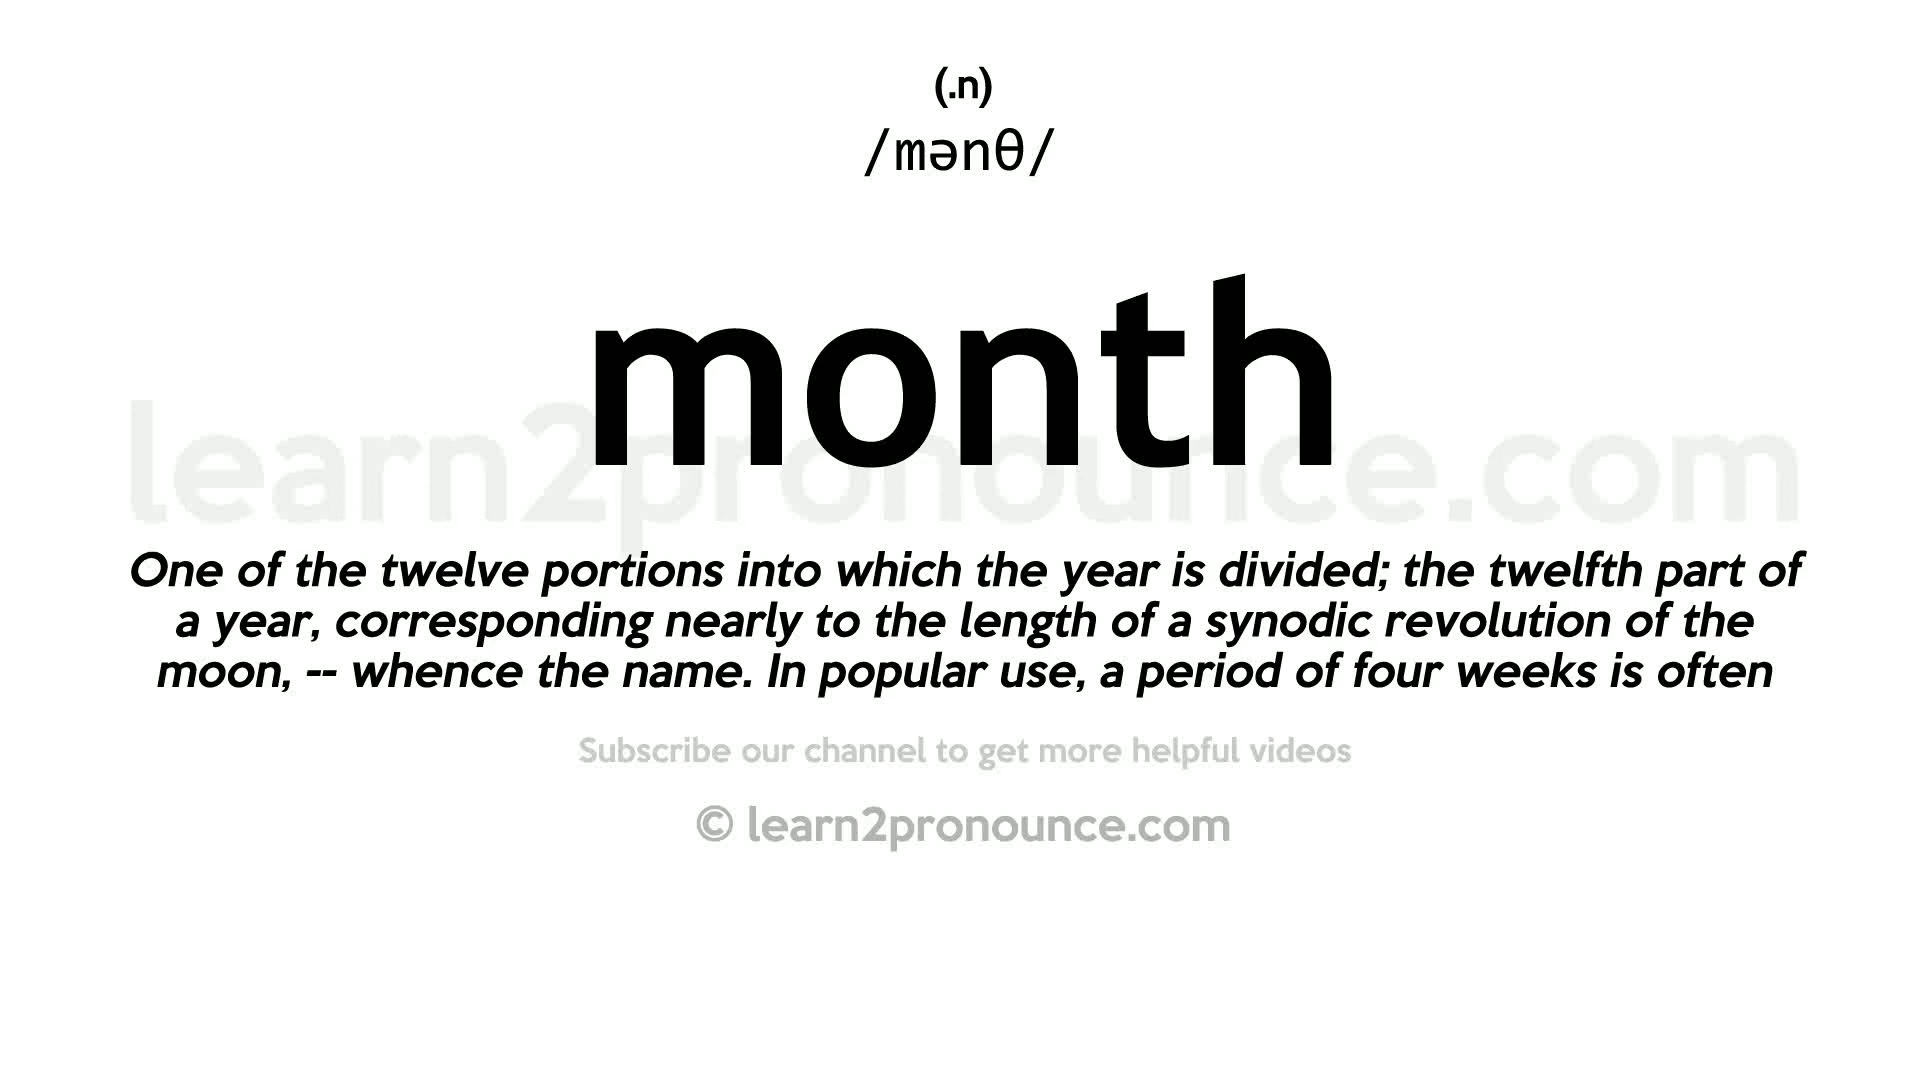 (.n)
/mənθ/
month
learn2pronounce.com
One of the twelve portions into which the year is divided; the twelfth part of
a year, corresponding nearly to the length of a synodic revolution of the
moon, -- whence the name. In popular use, a period of four weeks is often
Subscribe our channel to get more helpful videos
© learn2pronounce.com